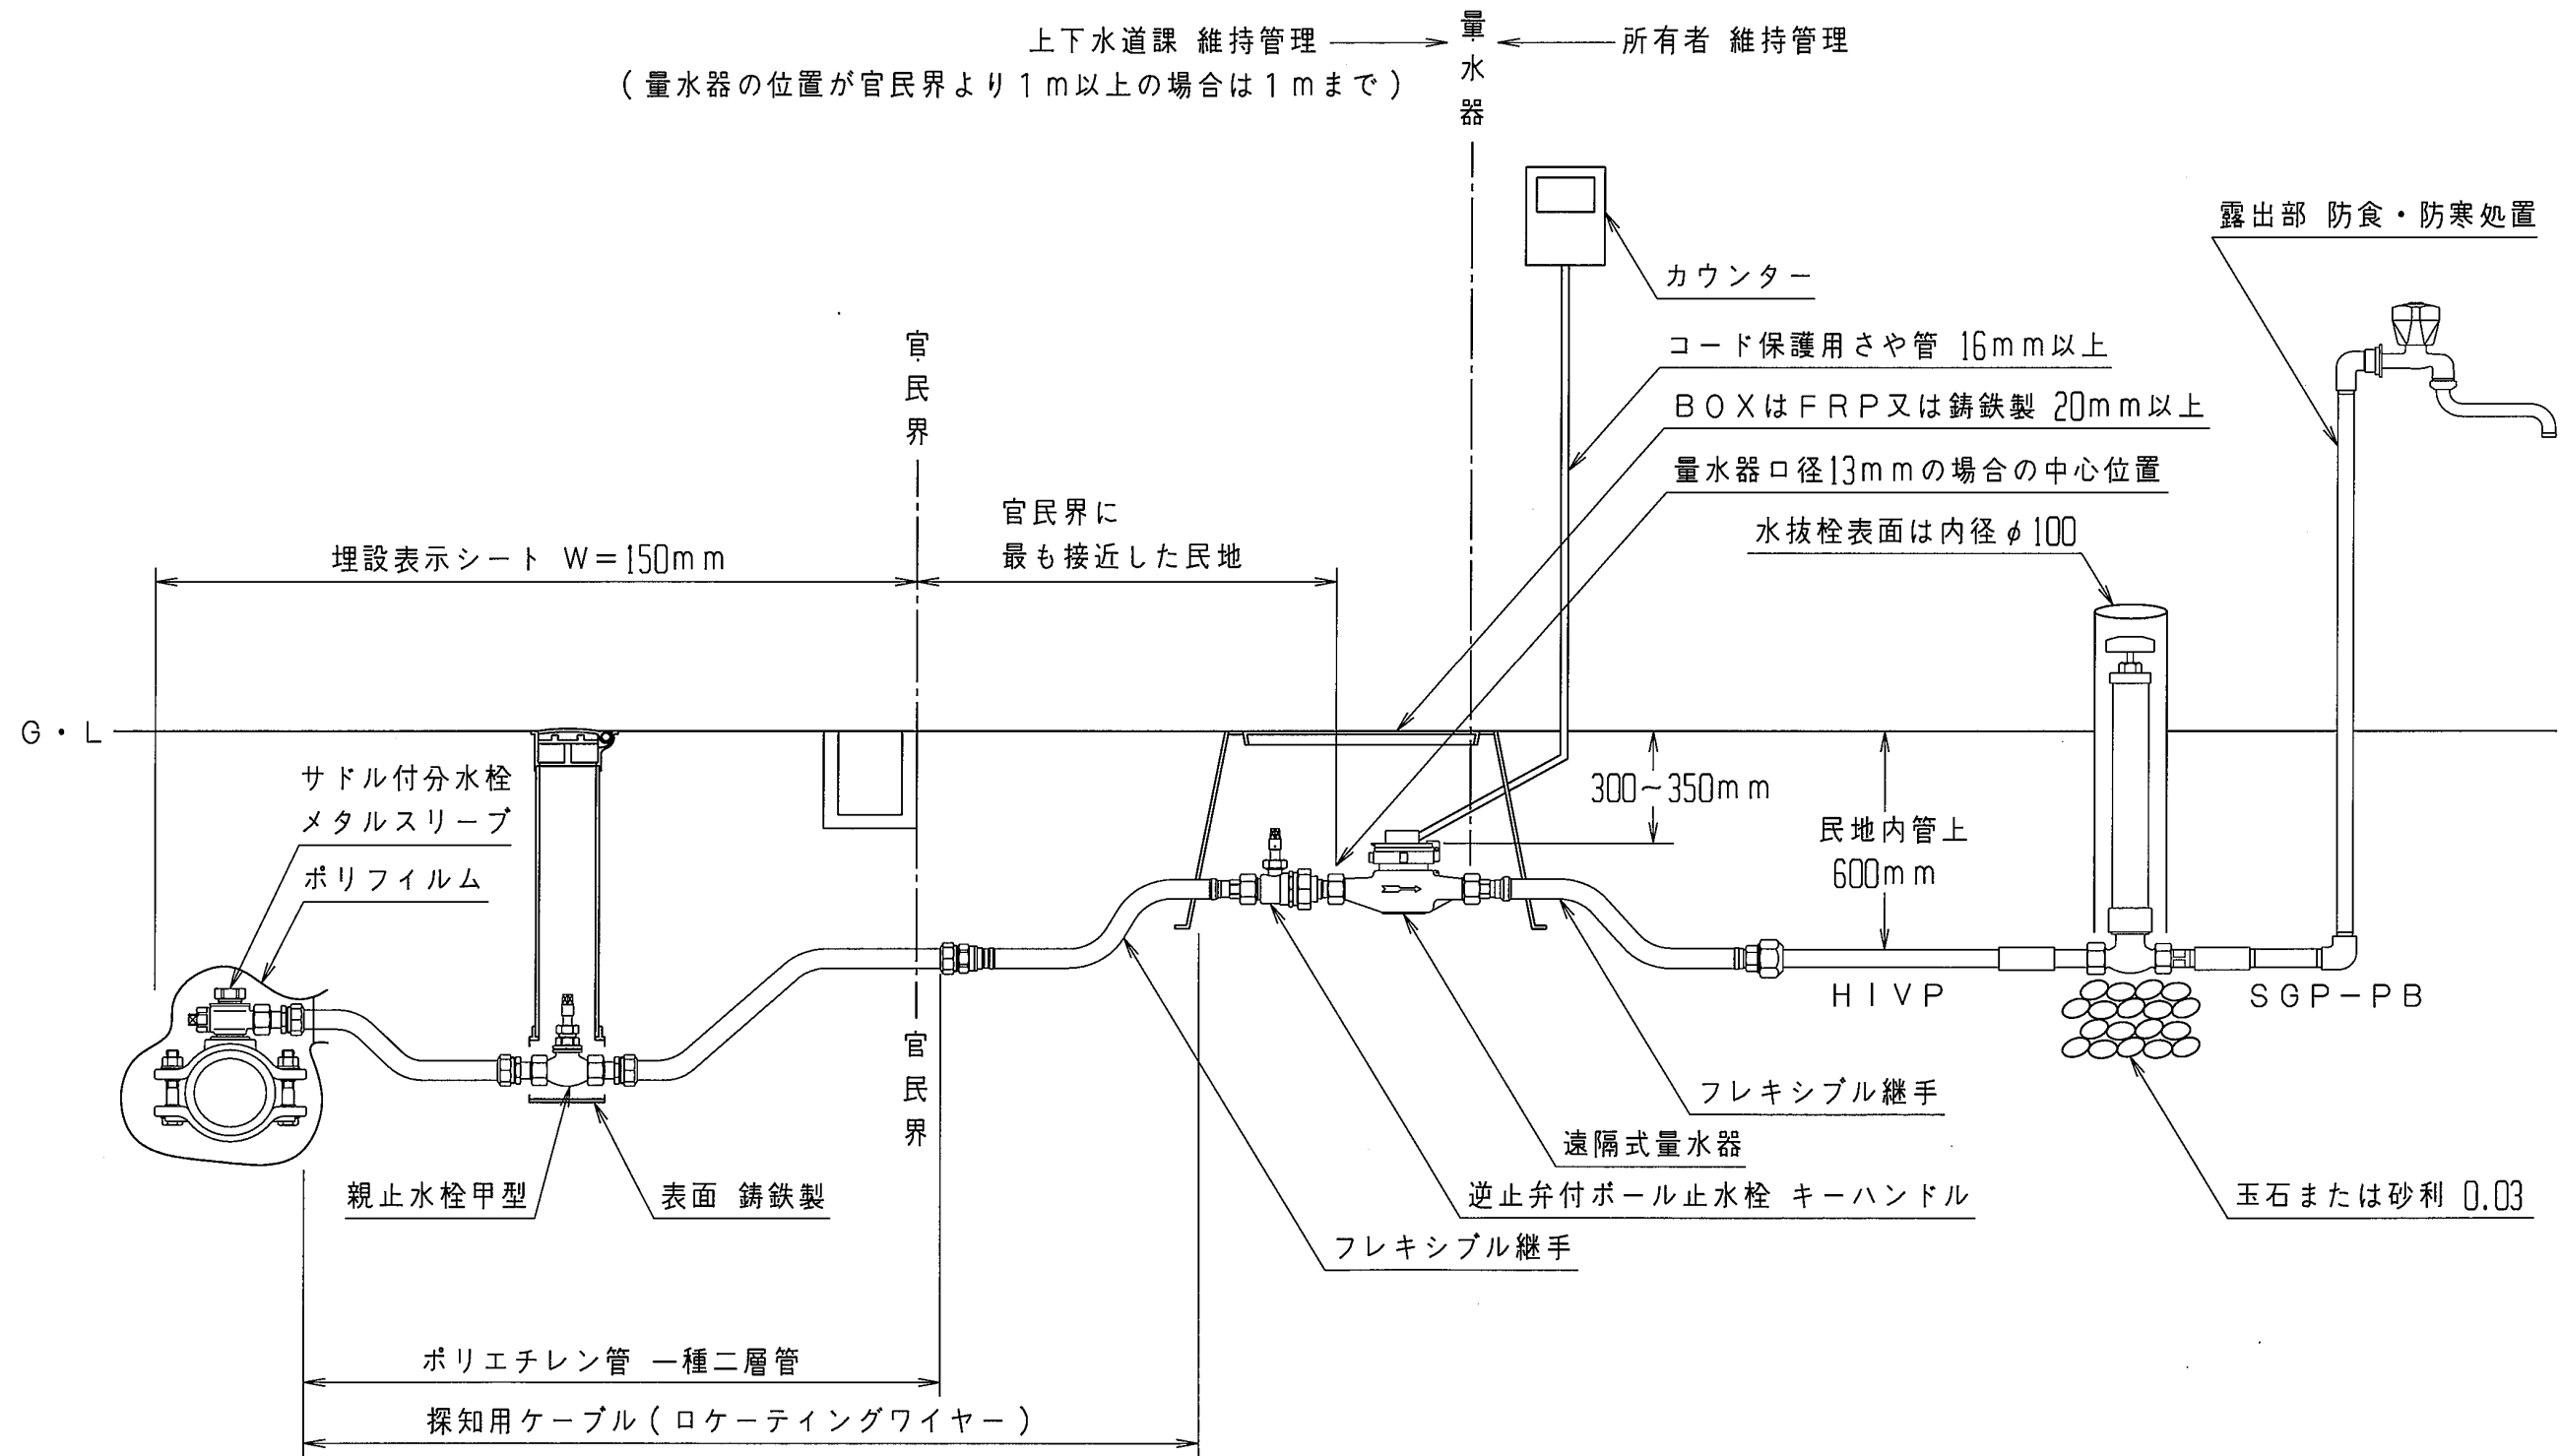 上下水道課 維持管理
(量水器の位置が官民界より1m以上の場合は1mまで)
量水器
所有者 維持管理
露出部 防食・防寒処置
カウンター
コード保護用さや管 16mm以上
BOXはFRP又は鋳鉄製 20mm以上
量水器口径13mmの場合の中心位置
水抜栓表面は内径φ100
官民界
官民界に
最も接近した民地
埋設表示シート W=150mm
G・L
サドル付分水栓
メタルスリーブ
ポリフィルム
300~350mm
民地内管上
600mm
HIVP
SGP-PB
官民界
フレキシブル継手
遠隔式量水器
逆止弁付ボール止水栓 キーハンドル
フレキシブル継手
玉石または砂利 0.03
親止水栓甲型
表面 鋳鉄製
ポリエチレン管 一種二層管
探知用ケーブル(ロケーティングワイヤー)